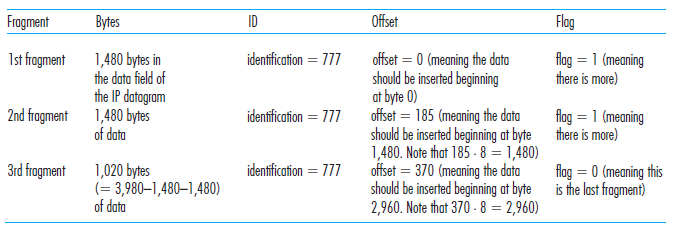 Fragment Bytes ID Offset Flag
1st fragment 1,480 bytes in identification = 777 offset = 0 (meaning the data flag = 1 (meaning
the data field of should be inserted beginning there is more)
the IP datagram at byte 0)
2nd fragment 1,480 bytes identification = 777 offset = 185 (meaning the data flag = 1 (meaning
of data should be inserted beginning at byte there is more)
1,480. Note that 185 · 8 = 1,480)
3rd fragment 1,020 bytes identification = 777 offset = 370 (meaning the data flag = 0 (meaning this
(= 3,980–1,480–1,480) should be inserted beginning at byte is the last fragment)
of data 2,960. Note that 370 · 8 = 2,960)